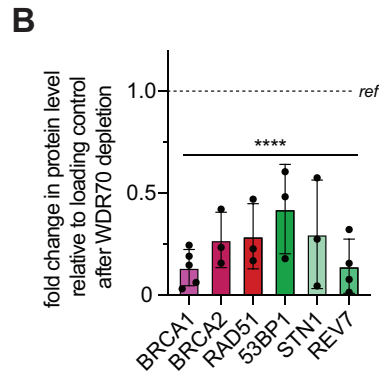 B
fold change in protein level
relative to loading control
after WDR70 depletion
1.0
ref
****
0.5
0
BRCA1
BRCA2
RAD51
53BP1
STN1
REV7